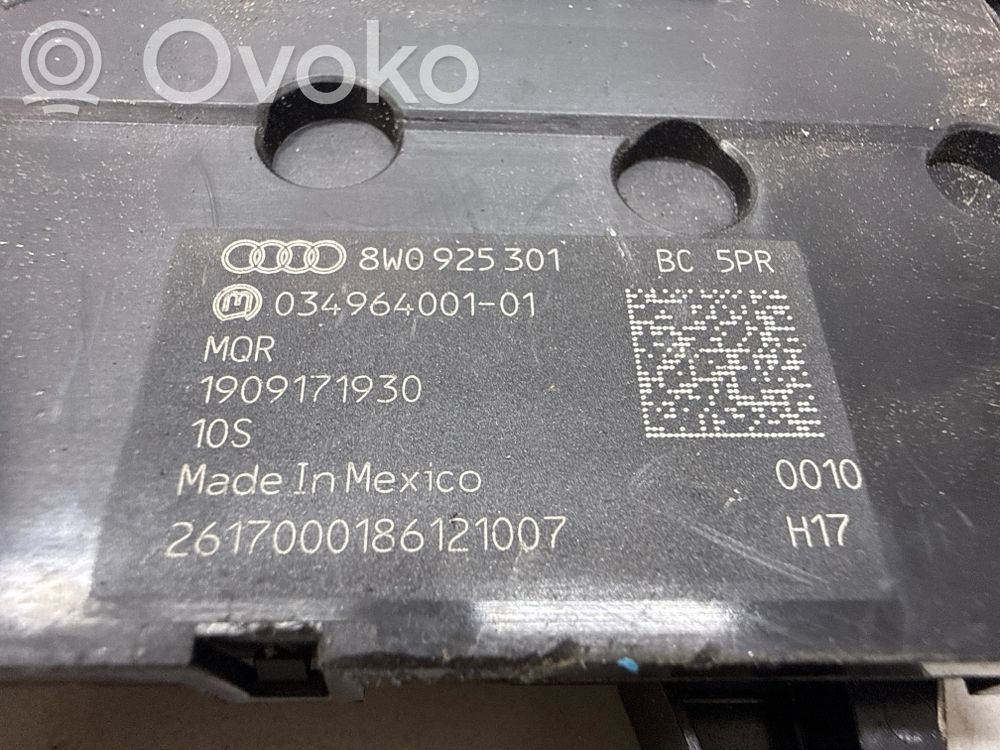 Ovoko
8W0 925 301 BC 5PR
M 034964001-01
MQR
1909171930
10S
Made In Mexico 0010
2617000186121007 H17